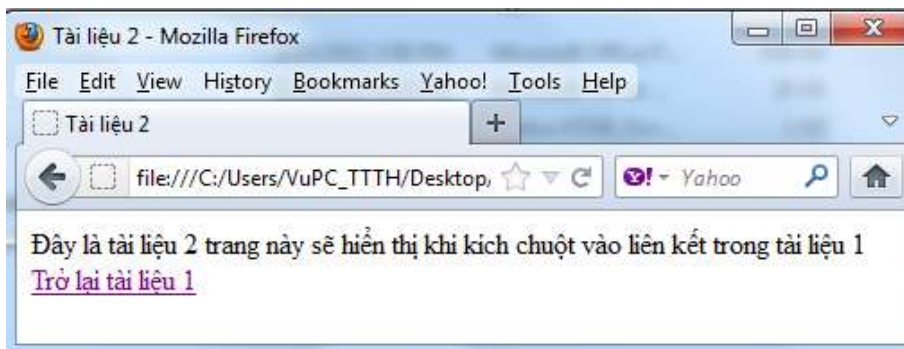 Tài liệu 2 - Mozilla Firefox
File Edit View History Bookmarks Yahoo! Tools Help
Tài liệu 2
file:///C:/Users/VuPC_TTTH/Desktop, Yahoo
Đây là tài liệu 2 trang này sẽ hiển thị khi kich chuột vào liên kết trong tài liệu 1
Trở lại tài liệu 1